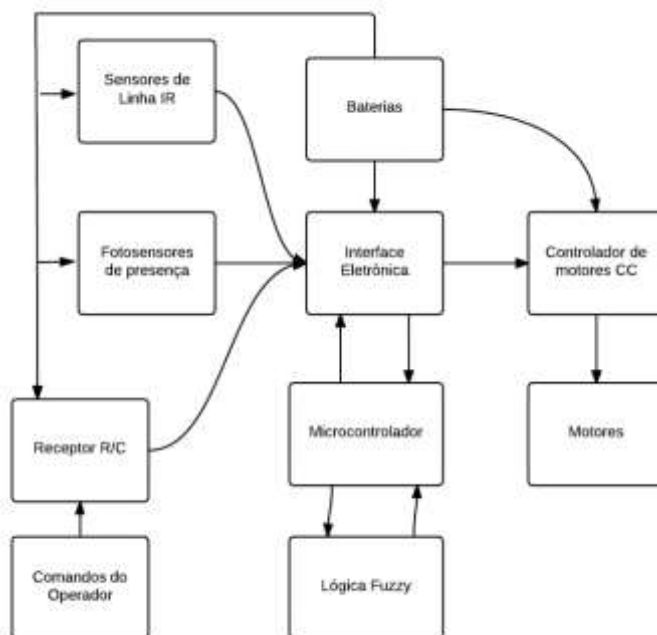 Sensores de
Linha IR
Baterias
Fotosensores
de presença
Interface
Eletrônica
Controlador de
motores CC
Receptor R/C
Microcontrolador
Motores
Comandos do
Operador
Lógica Fuzzy